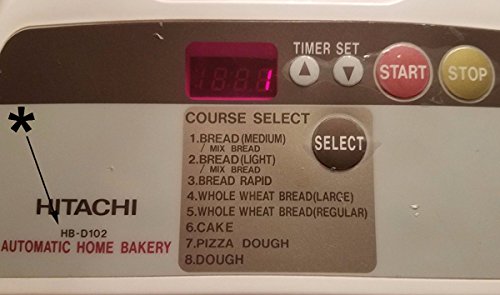 TIMER SET
1
START
STOP
COURSE SELECT
SELECT
1.BREAD(MEDIUM)
/ MIX BREAD
2.BREAD(LIGHT)
/ MIX BREAD
3.BREAD RAPID
4.WHOLE WHEAT BREAD(LARGE)
5.WHOLE WHEAT BREAD(REGULAR)
6.CAKE
7.PIZZA DOUGH
8.DOUGH
*
HITACHI
HB-D102
AUTOMATIC HOME BAKERY